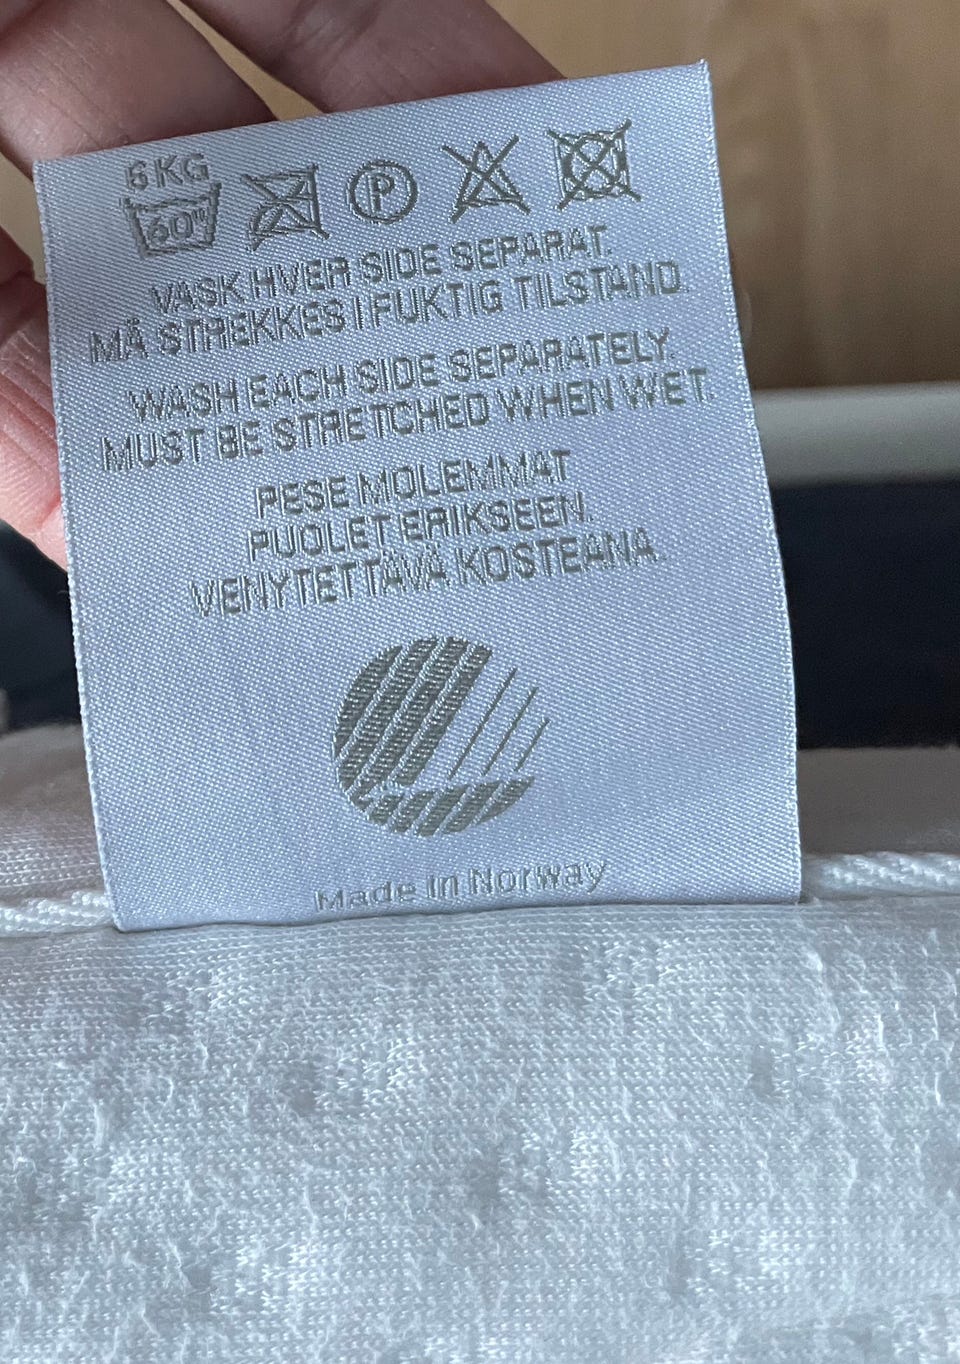 6 KG
60°
P
VASK HVER SIDE SEPARAT.
MÅ STREKKES I FUKTIG TILSTAND.
WASH EACH SIDE SEPARATELY.
MUST BE STRETCHED WHEN WET.
PESE MOLEMMAT
PUOLET ERIKSEEN.
VENYTETTÄVÄ KOSTEANA.
Made in Norway